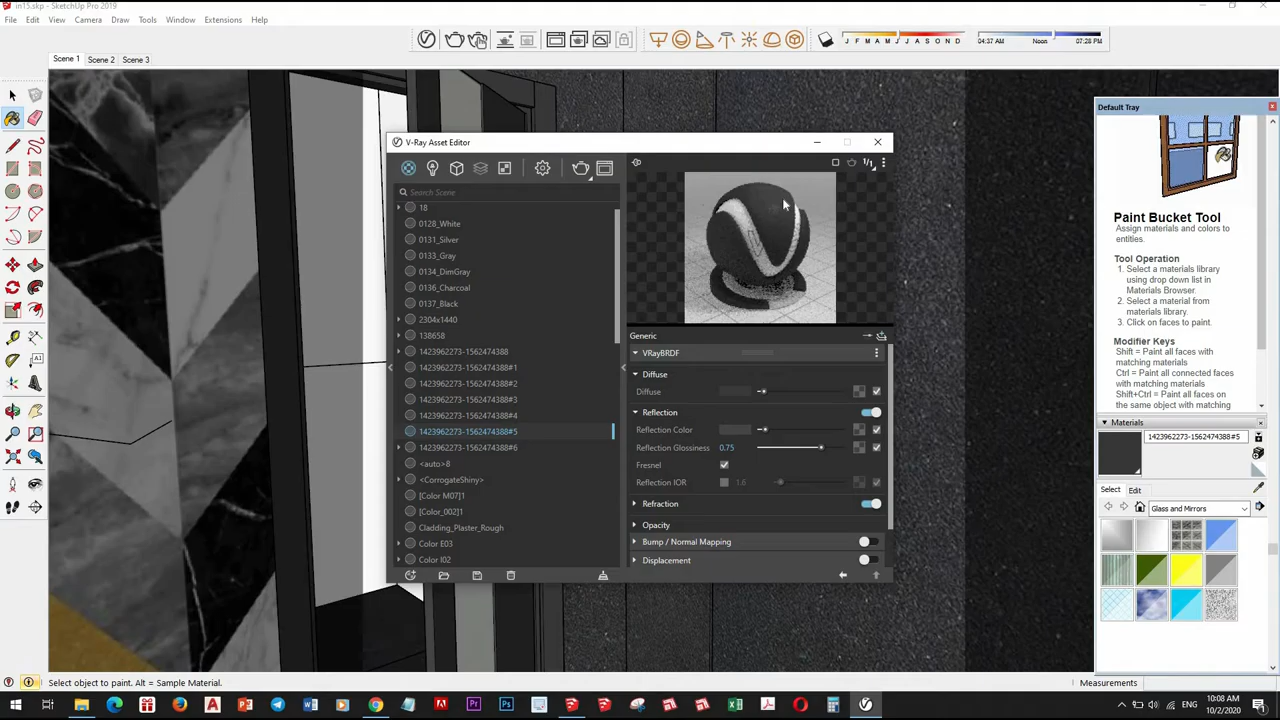 in15.skp - SketchUp Pro 2019
File Edit View Camera Draw Tools Window Extensions Help
J F M A M J J A S O N D
04:37 AM Noon 07:28 PM
Scene 1 Scene 2 Scene 3
V-Ray Asset Editor
Search Scene
18
0128_White
0131_Silver
0133_Gray
0134_DimGray
0136_Charcoal
0137_Black
2304x1440
138658
1423962273-1562474388
1423962273-1562474388#1
1423962273-1562474388#2
1423962273-1562474388#3
1423962273-1562474388#4
1423962273-1562474388#5
1423962273-1562474388#6
<auto>8
<CorrogateShiny>
[Color M07]1
[Color_002]1
Cladding_Plaster_Rough
Color E03
Color I02
1/1
Generic
VRayBRDF
Diffuse
Diffuse
Reflection
Reflection Color
Reflection Glossiness 0.75
Fresnel
Reflection IOR 1.6
Refraction
Opacity
Bump / Normal Mapping
Displacement
Default Tray
Paint Bucket Tool
Assign materials and colors to
entities.
Tool Operation
1. Select a materials library
using drop down list in
Materials Browser.
2. Select a material from
materials library.
3. Click on faces to paint.
Modifier Keys
Shift = Paint all faces with
matching materials
Ctrl = Paint all connected faces
with matching materials
Shift+Ctrl = Paint all faces on
the same object with matching
Materials
1423962273-1562474388#5
Select Edit
Glass and Mirrors
Select object to paint. Alt = Sample Material.
Measurements
ENG
10:08 AM
10/2/2020